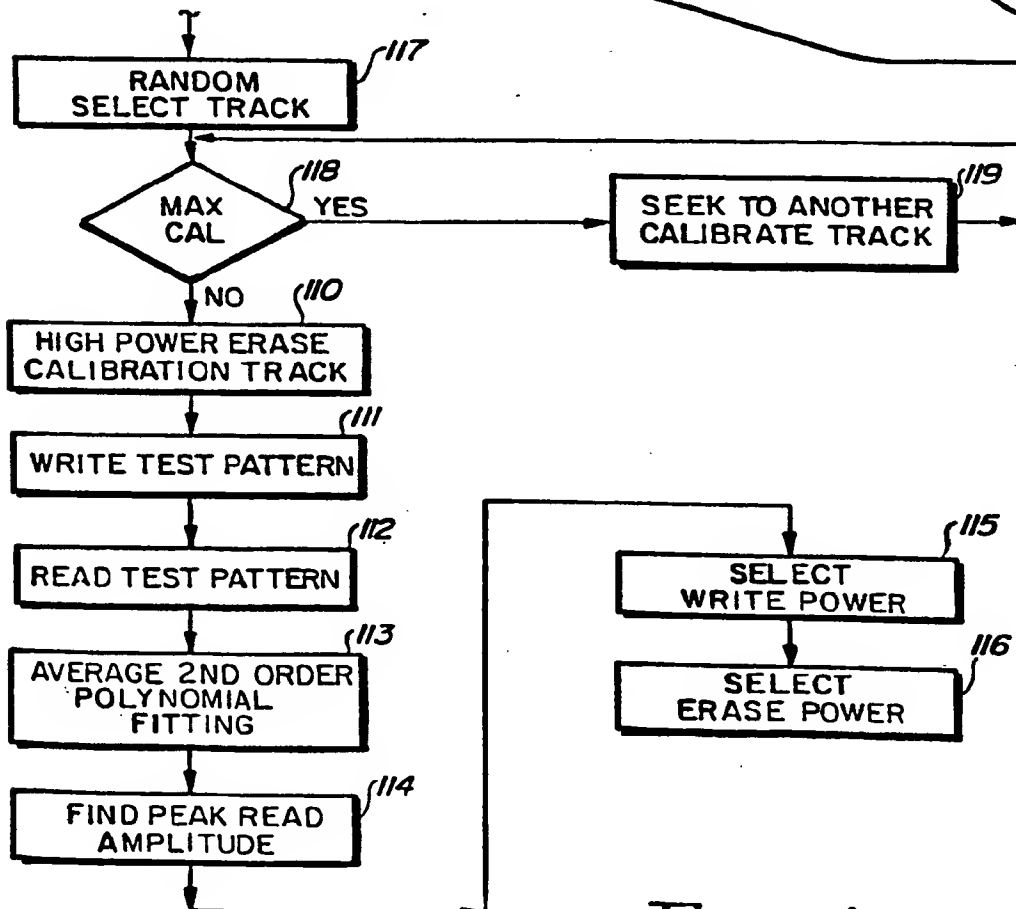 117
RANDOM
SELECT TRACK
118
MAX
CAL
YES
119
SEEK TO ANOTHER
CALIBRATE TRACK
NO
110
HIGH POWER ERASE
CALIBRATION TRACK
111
WRITE TEST PATTERN
112
READ TEST PATTERN
113
AVERAGE 2ND ORDER
POLYNOMIAL
FITTING
114
FIND PEAK READ
AMPLITUDE
115
SELECT
WRITE POWER
116
SELECT
ERASE POWER